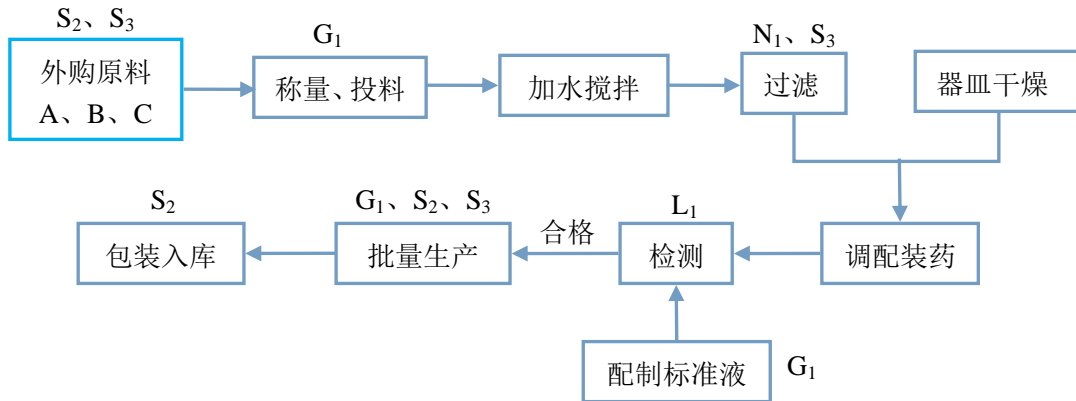 S₂、S₃
外购原料
A、B、C
G₁
称量、投料
加水搅拌
N₁、S₃
过滤
器皿干燥
S₂
包装入库
G₁、S₂、S₃
批量生产
合格
L₁
检测
调配装药
配制标准液
G₁